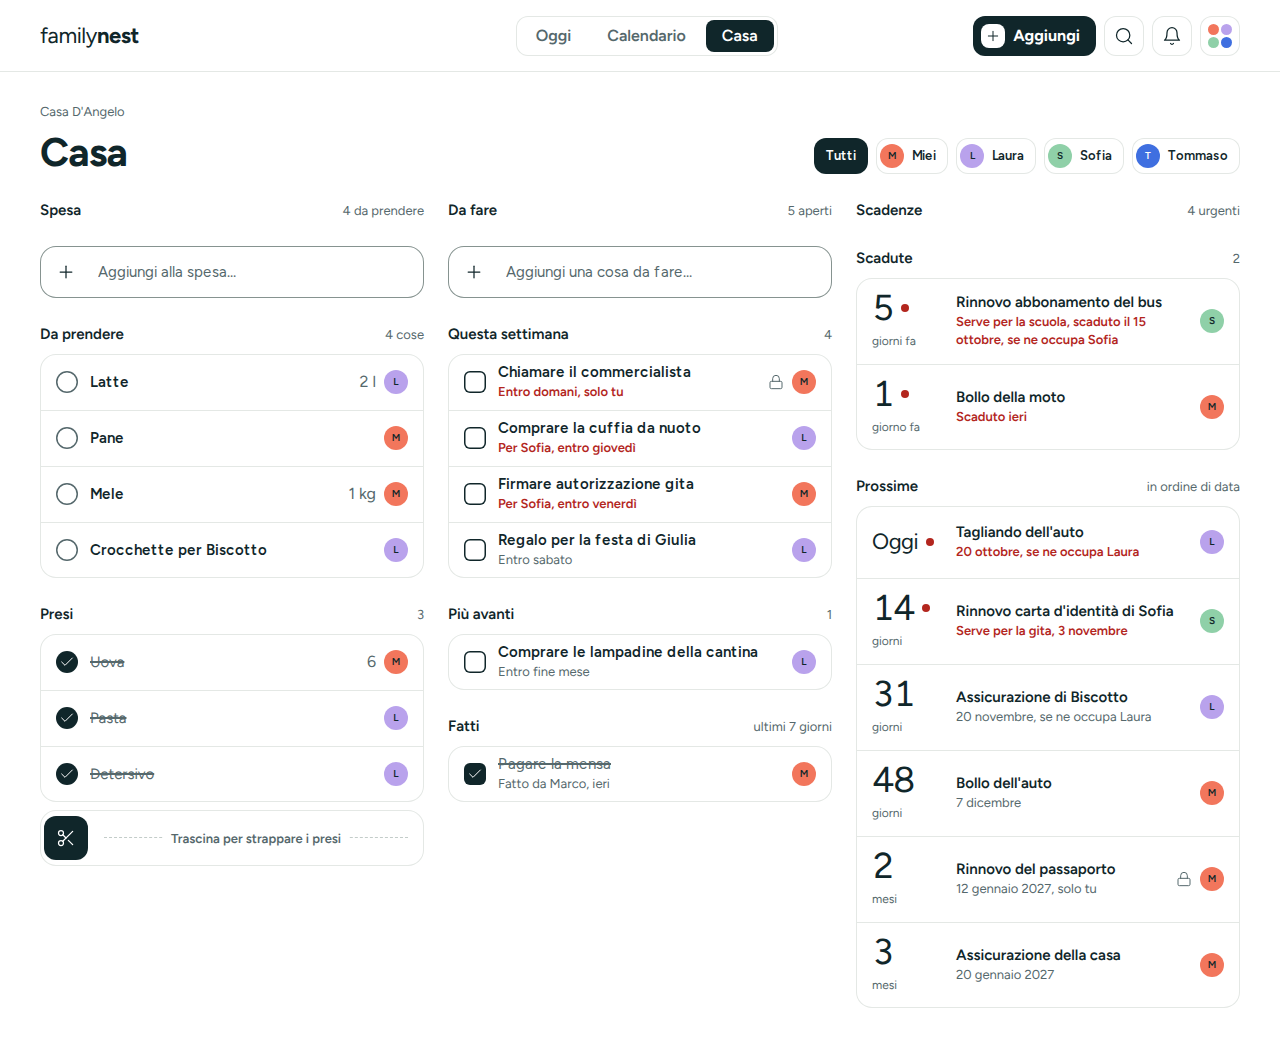 familynest
Oggi
Calendario
Casa
Aggiungi
Casa D'Angelo
Casa
Tutti
M Miei
L Laura
S Sofia
T Tommaso
Spesa
4 da prendere
Aggiungi alla spesa...
Da prendere
4 cose
Latte
2 l
L
Pane
M
Mele
1 kg
M
Crocchette per Biscotto
L
Presi
3
Uova
6
M
Pasta
L
Detersivo
L
Trascina per strappare i presi
Da fare
5 aperti
Aggiungi una cosa da fare...
Questa settimana
4
Chiamare il commercialista
Entro domani, solo tu
M
Comprare la cuffia da nuoto
Per Sofia, entro giovedì
L
Firmare autorizzazione gita
Per Sofia, entro venerdì
M
Regalo per la festa di Giulia
Entro sabato
L
Più avanti
1
Comprare le lampadine della cantina
Entro fine mese
L
Fatti
ultimi 7 giorni
Pagare la mensa
Fatto da Marco, ieri
M
Scadenze
4 urgenti
Scadute
2
5
giorni fa
Rinnovo abbonamento del bus
Serve per la scuola, scaduto il 15
ottobre, se ne occupa Sofia
S
1
giorno fa
Bollo della moto
Scaduto ieri
M
Prossime
in ordine di data
Oggi
Tagliando dell'auto
20 ottobre, se ne occupa Laura
L
14
giorni
Rinnovo carta d'identità di Sofia
Serve per la gita, 3 novembre
S
31
giorni
Assicurazione di Biscotto
20 novembre, se ne occupa Laura
L
48
giorni
Bollo dell'auto
7 dicembre
M
2
mesi
Rinnovo del passaporto
12 gennaio 2027, solo tu
M
3
mesi
Assicurazione della casa
20 gennaio 2027
M